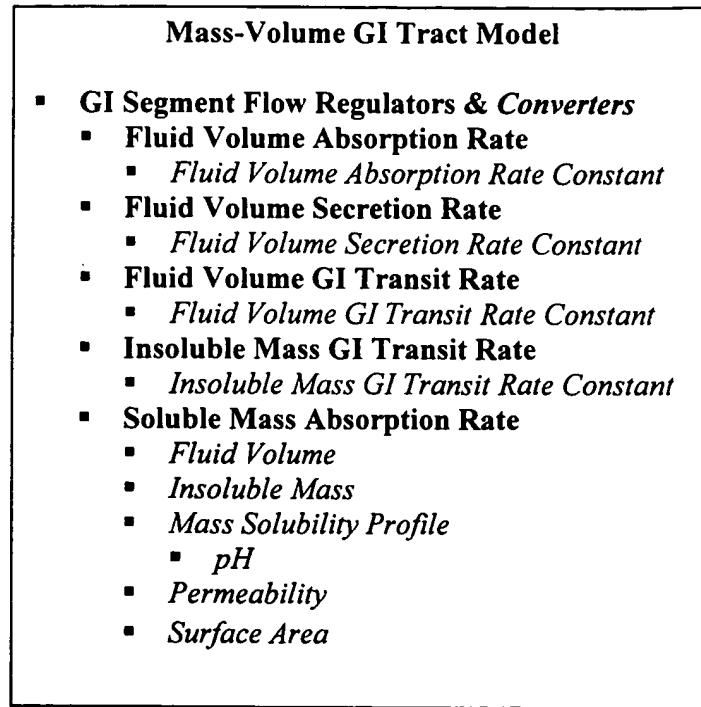 Mass-Volume GI Tract Model
▪ GI Segment Flow Regulators & Converters
▪ Fluid Volume Absorption Rate
▪ Fluid Volume Absorption Rate Constant
▪ Fluid Volume Secretion Rate
▪ Fluid Volume Secretion Rate Constant
▪ Fluid Volume GI Transit Rate
▪ Fluid Volume GI Transit Rate Constant
▪ Insoluble Mass GI Transit Rate
▪ Insoluble Mass GI Transit Rate Constant
▪ Soluble Mass Absorption Rate
▪ Fluid Volume
▪ Insoluble Mass
▪ Mass Solubility Profile
▪ pH
▪ Permeability
▪ Surface Area